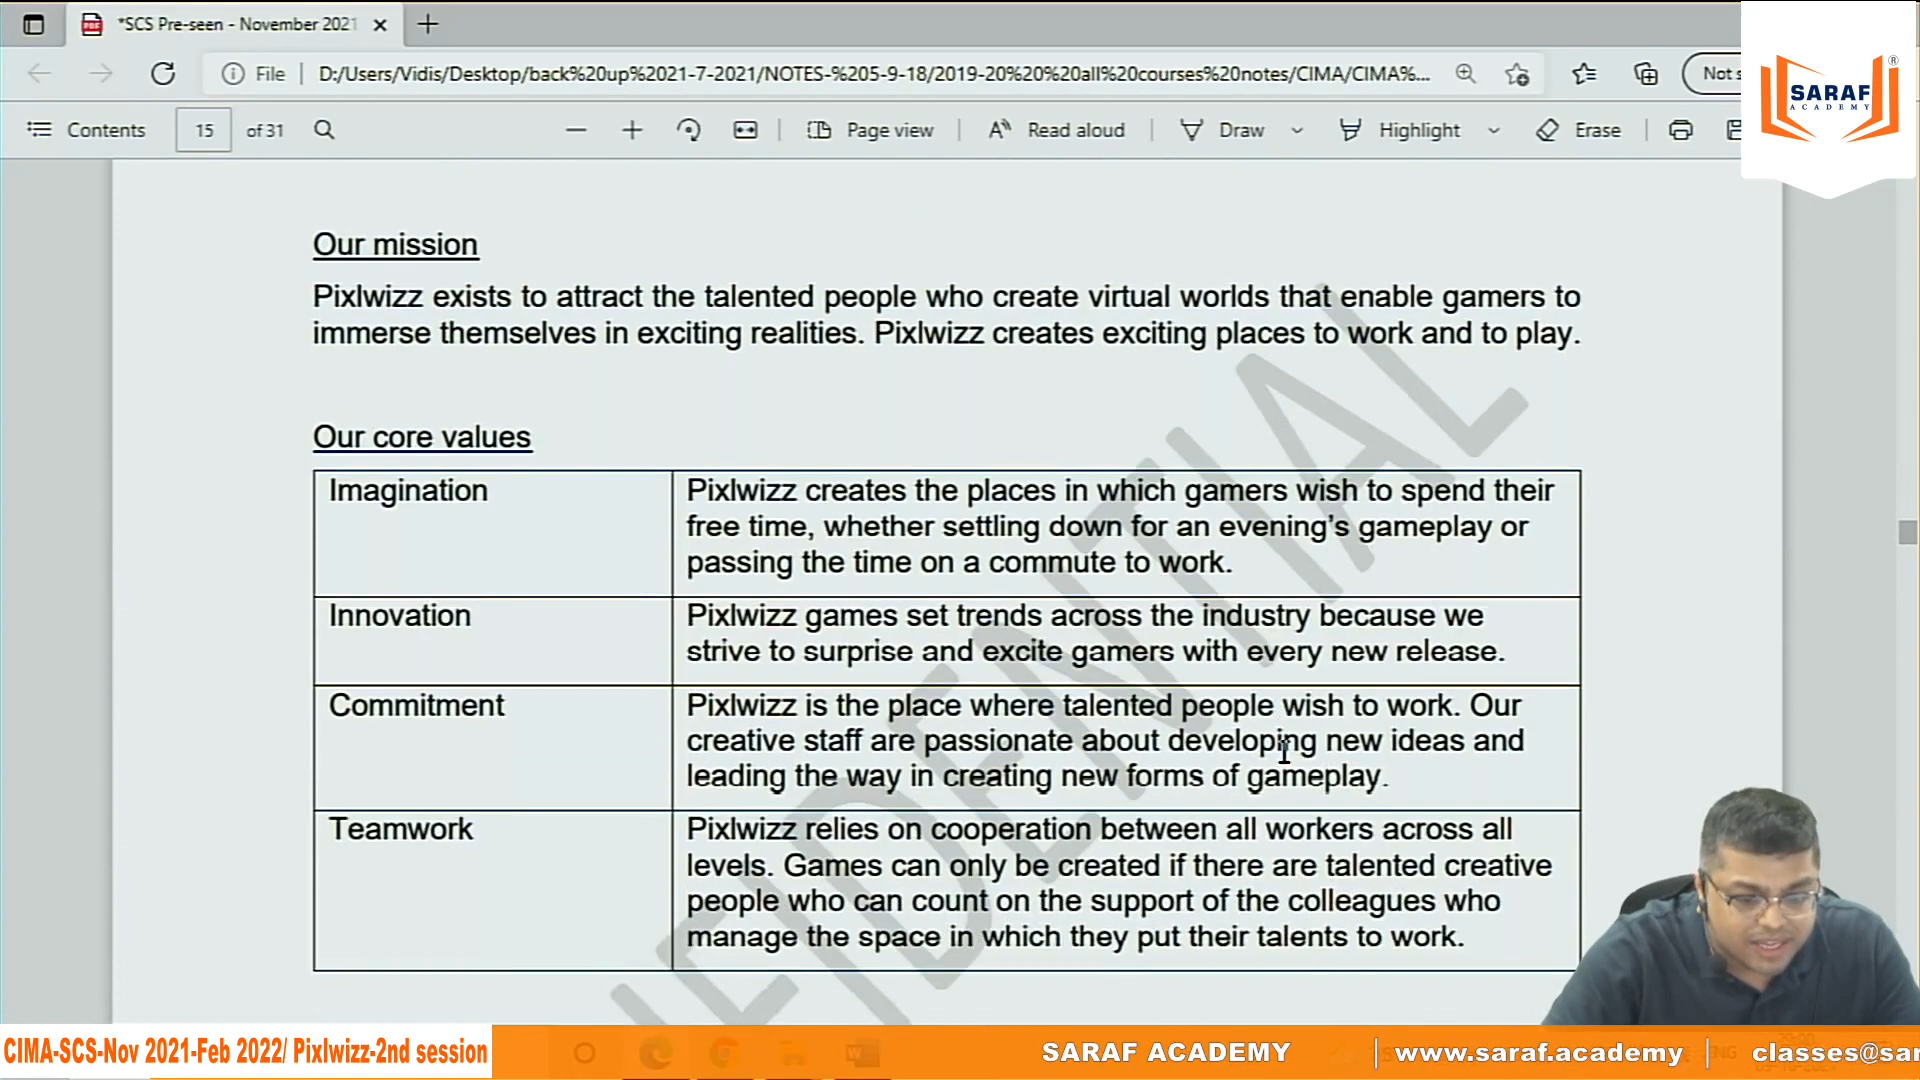 *SCS Pre-seen - November 2021
File
D:/Users/Vidis/Desktop/back%20up%2021-7-2021/NOTES-%205-9-18/2019-20%20%20all%20courses%20notes/CIMA/CIMA%...
Not s
SARAF
ACADEMY
®
Contents
15
of 31
Page view
Read aloud
Draw
Highlight
Erase
Our mission
Pixlwizz exists to attract the talented people who create virtual worlds that enable gamers to
immerse themselves in exciting realities. Pixlwizz creates exciting places to work and to play.
Our core values
Imagination
Pixlwizz creates the places in which gamers wish to spend their
free time, whether settling down for an evening's gameplay or
passing the time on a commute to work.
Innovation
Pixlwizz games set trends across the industry because we
strive to surprise and excite gamers with every new release.
Commitment
Pixlwizz is the place where talented people wish to work. Our
creative staff are passionate about developing new ideas and
leading the way in creating new forms of gameplay.
Teamwork
Pixlwizz relies on cooperation between all workers across all
levels. Games can only be created if there are talented creative
people who can count on the support of the colleagues who
manage the space in which they put their talents to work.
FIDENTIAL
CIMA-SCS-Nov 2021-Feb 2022/ Pixlwizz-2nd session
SARAF ACADEMY
www.saraf.academy
classes@sar